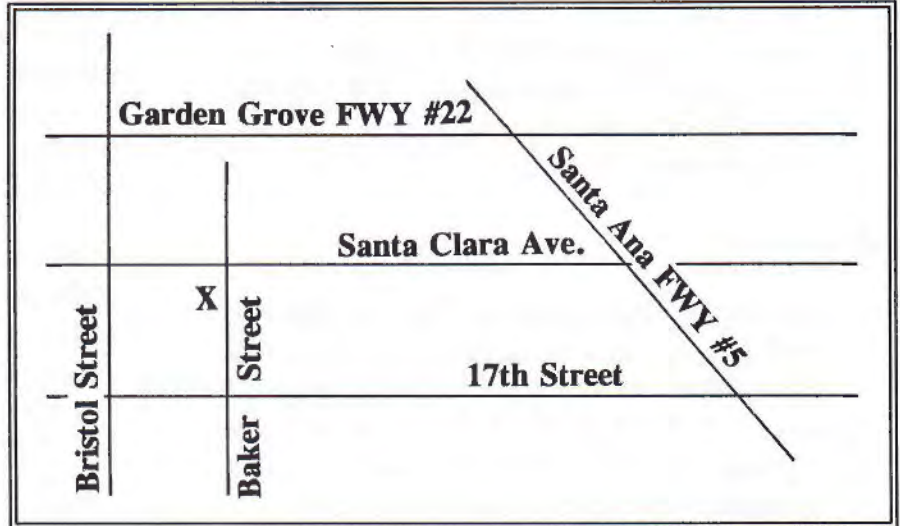 Garden Grove FWY #22
Santa Ana FWY #5
Santa Clara Ave.
X
Bristol Street
Baker Street
17th Street